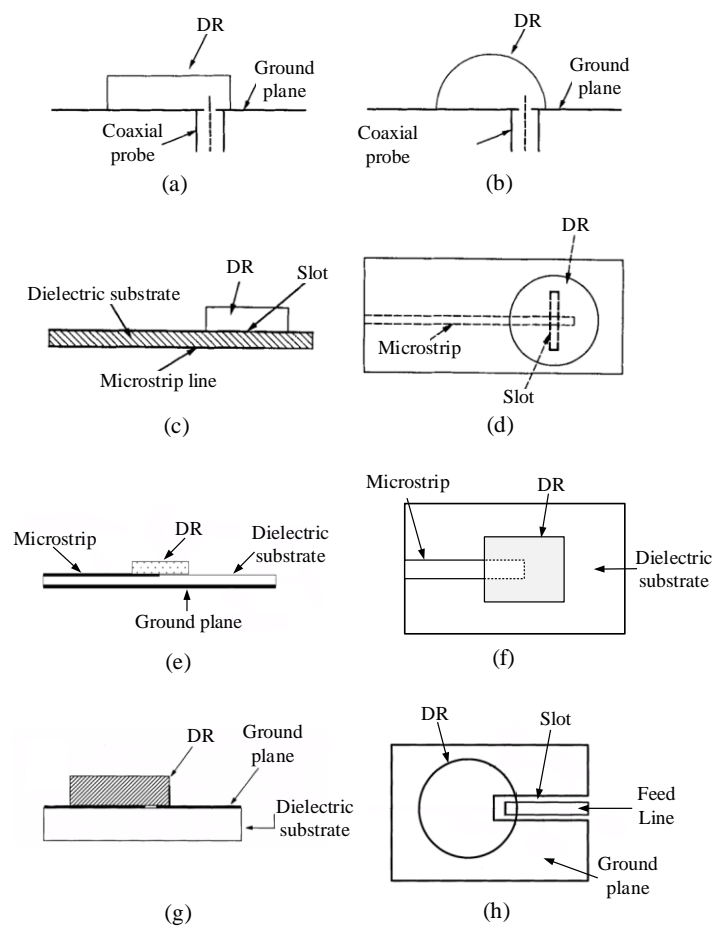 DR
Ground
plane
Coaxial
probe
(a)
DR
Ground
plane
Coaxial
probe
(b)
DR
Slot
Dielectric substrate
Microstrip line
(c)
DR
Microstrip
Slot
(d)
Microstrip
DR
Dielectric
substrate
Ground plane
(e)
Microstrip
DR
Dielectric
substrate
(f)
DR
Ground
plane
Dielectric
substrate
(g)
DR
Slot
Feed
Line
Ground
plane
(h)